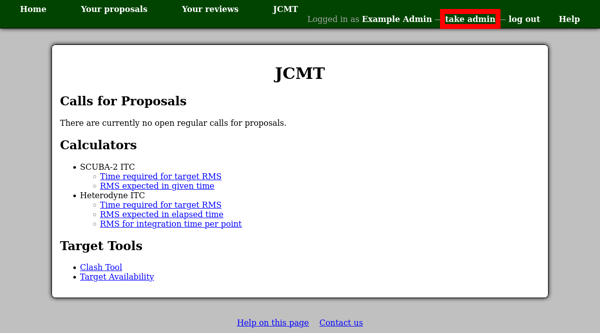 Home Your proposals Your reviews JCMT
Logged in as Example Admin — take admin — log out Help
JCMT
Calls for Proposals
There are currently no open regular calls for proposals.
Calculators
SCUBA-2 ITC
Time required for target RMS
RMS expected in given time
Heterodyne ITC
Time required for target RMS
RMS expected in elapsed time
RMS for integration time per point
Target Tools
Clash Tool
Target Availability
Help on this page Contact us